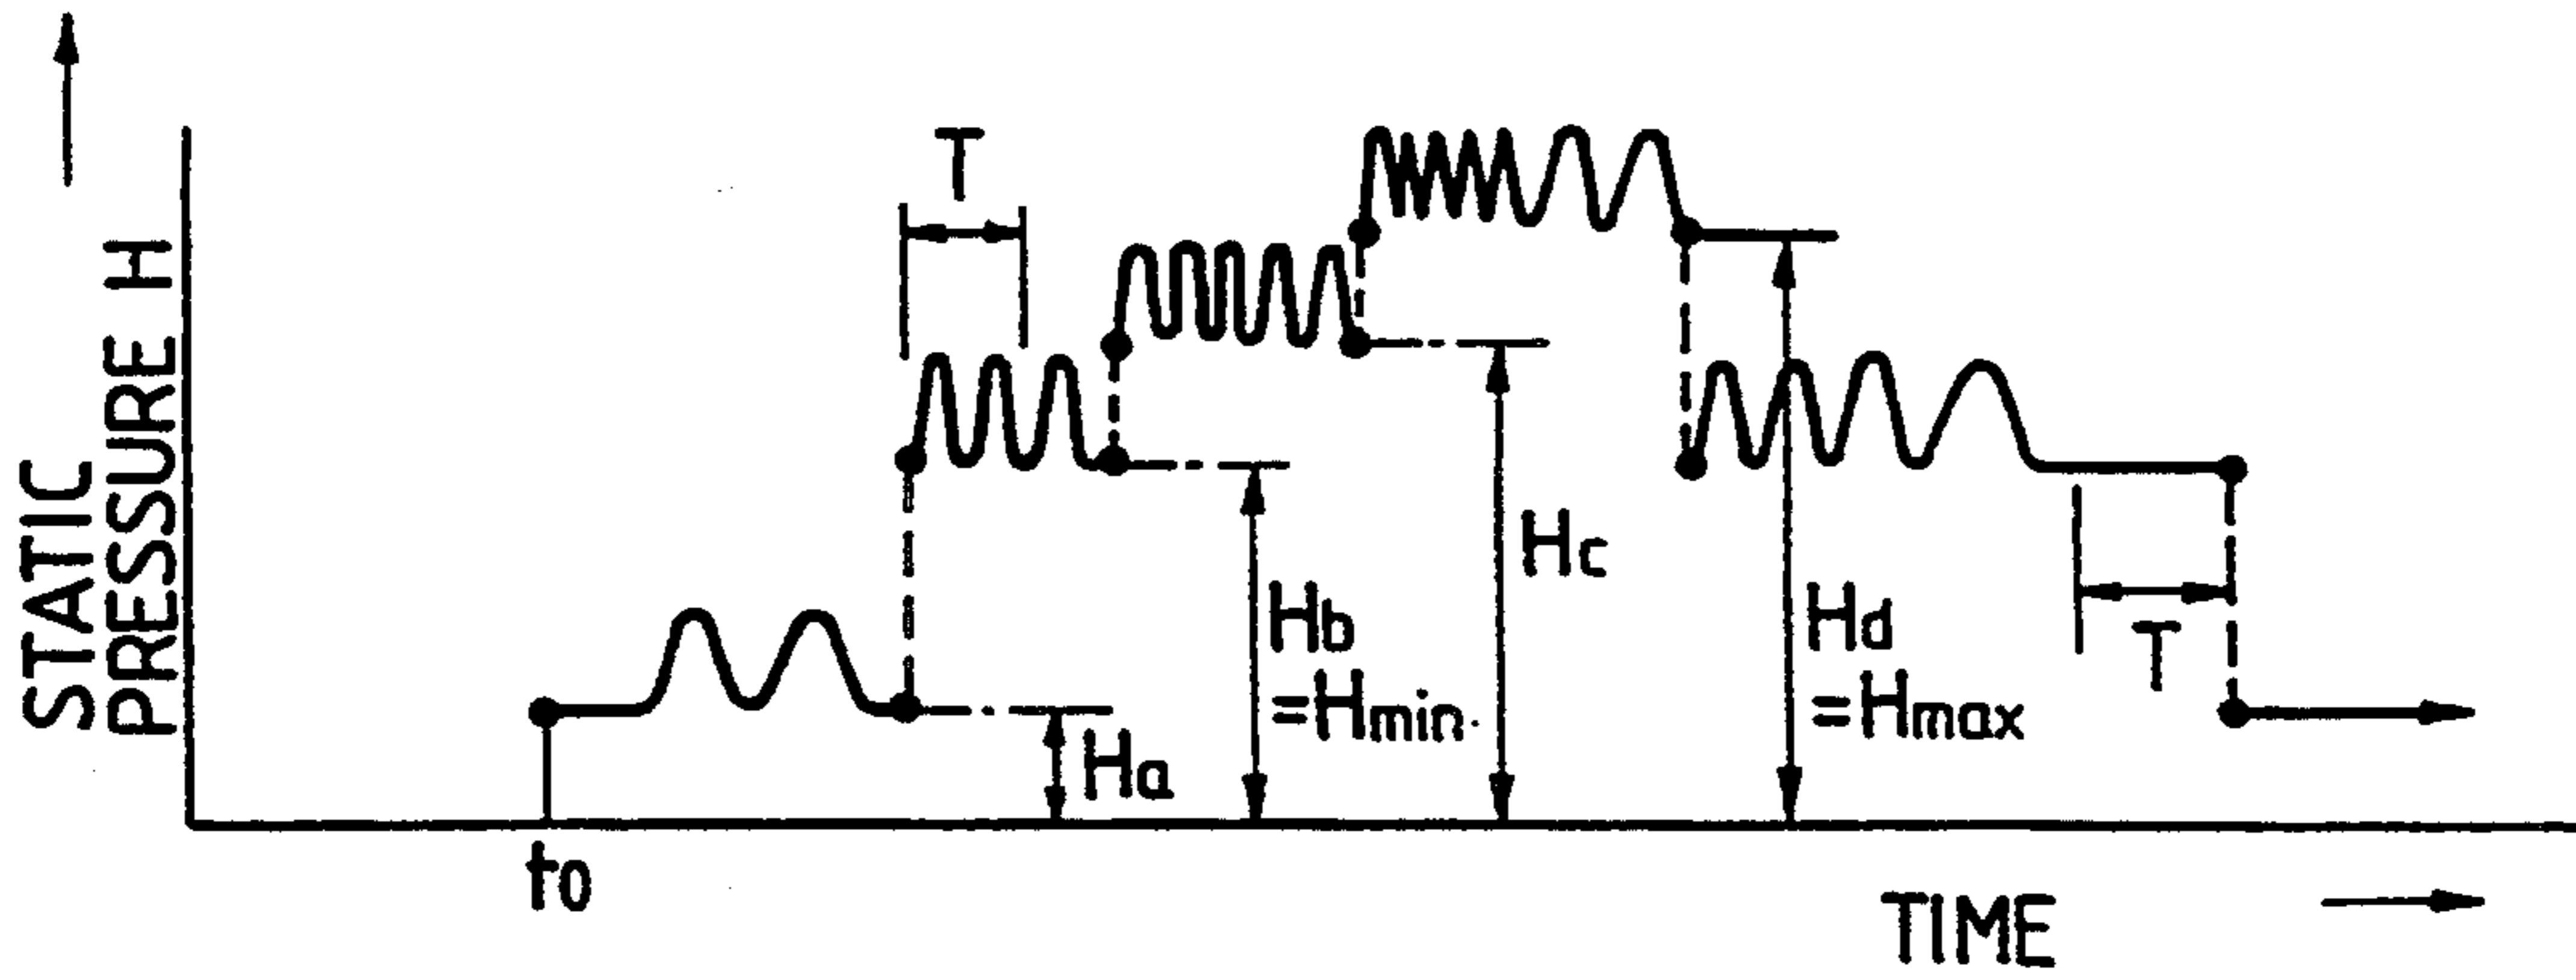 STATIC
PRESSURE H
T
Ha
Hb
=Hmin.
Hc
Hd
=Hmax
T
to
TIME